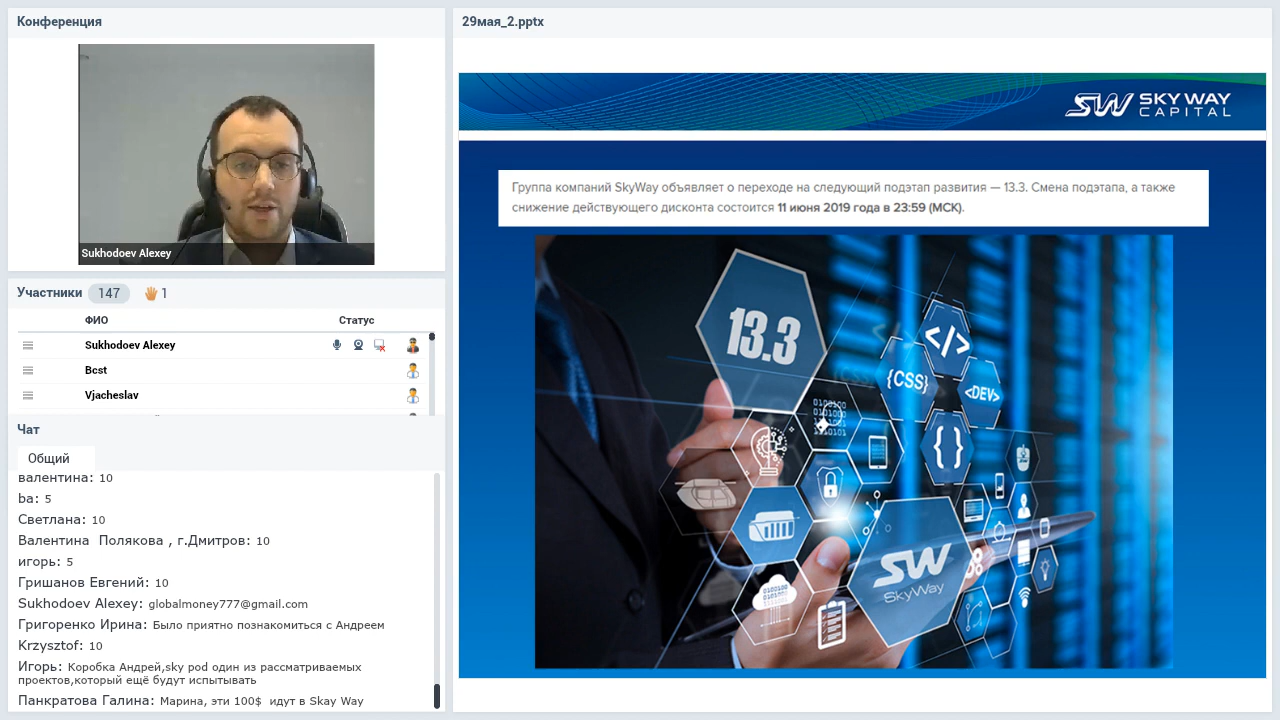 Конференция
Sukhodoev Alexey
Участники 147 1
ФИО Статус
Sukhodoev Alexey
Bcst
Vjacheslav
Чат
Общий
валентина: 10
ba: 5
Светлана: 10
Валентина Полякова , г.Дмитров: 10
игорь: 5
Гришанов Евгений: 10
Sukhodoev Alexey: globalmoney777@gmail.com
Григоренко Ирина: Было приятно познакомиться с Андреем
Krzysztof: 10
Игорь: Коробка Андрей,sky pod один из рассматриваемых
проектов,который ещё будут испытывать
Панкратова Галина: Марина, эти 100$ идут в Skay Way
29мая_2.pptx
SW SKY WAY
CAPITAL
Группа компаний SkyWay объявляет о переходе на следующий подэтап развития — 13.3. Смена подэтапа, а также
снижение действующего дисконта состоится 11 июня 2019 года в 23:59 (МСК).
13.3
</>
{CSS}
<DEV>
{ }
SW
SkyWay